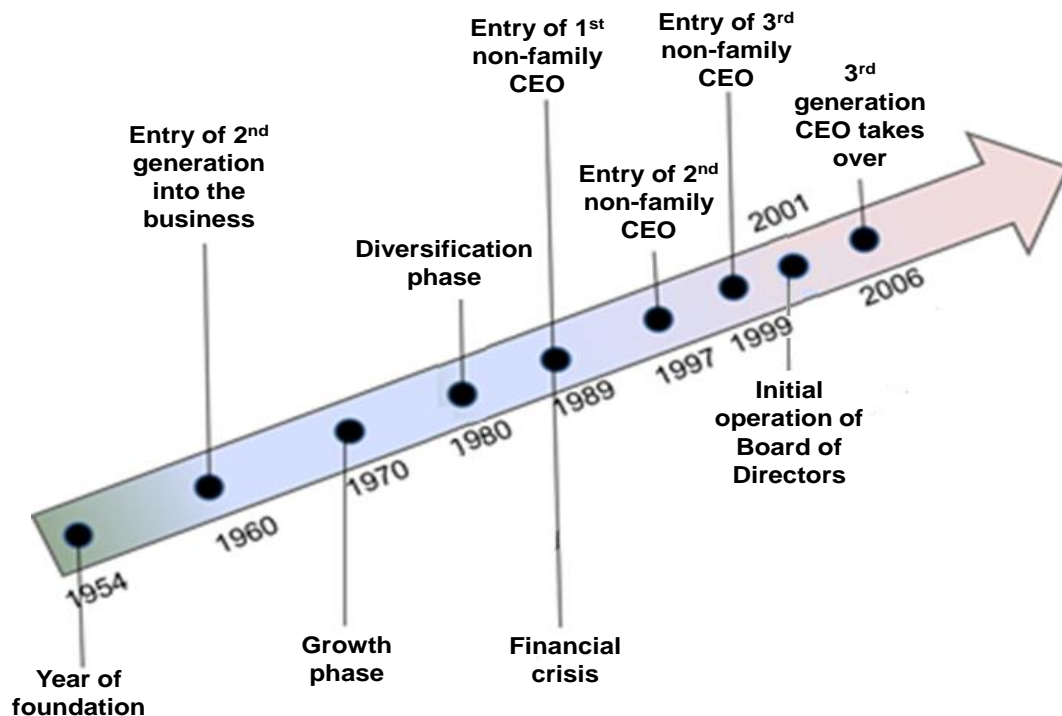 Entry of 1st
non-family
CEO
Entry of 3rd
non-family
CEO
3rd
generation
CEO takes
over
Entry of 2nd
generation
into the
business
Entry of 2nd
non-family
CEO
Diversification
phase
2001
2006
1999
1997
1989
1980
1970
1960
1954
Initial
operation of
Board of
Directors
Growth
phase
Financial
crisis
Year of
foundation